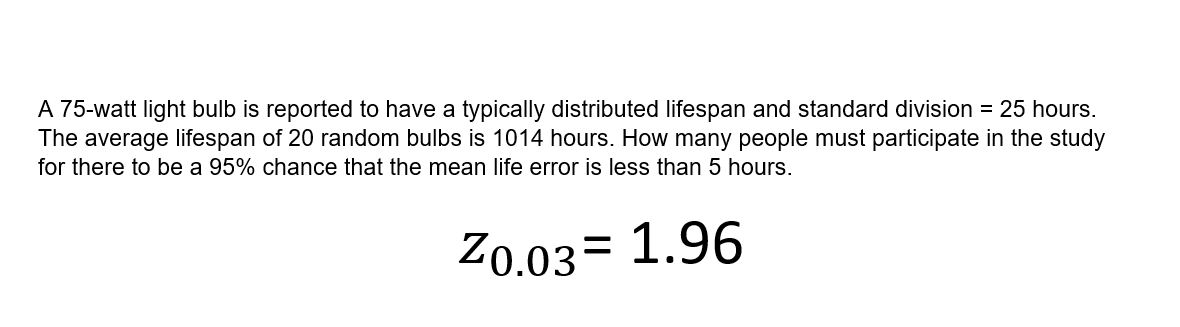 A 75-watt light bulb is reported to have a typically distributed lifespan and standard division = 25 hours.
The average lifespan of 20 random bulbs is 1014 hours. How many people must participate in the study
for there to be a 95% chance that the mean life error is less than 5 hours.
z0.03= 1.96